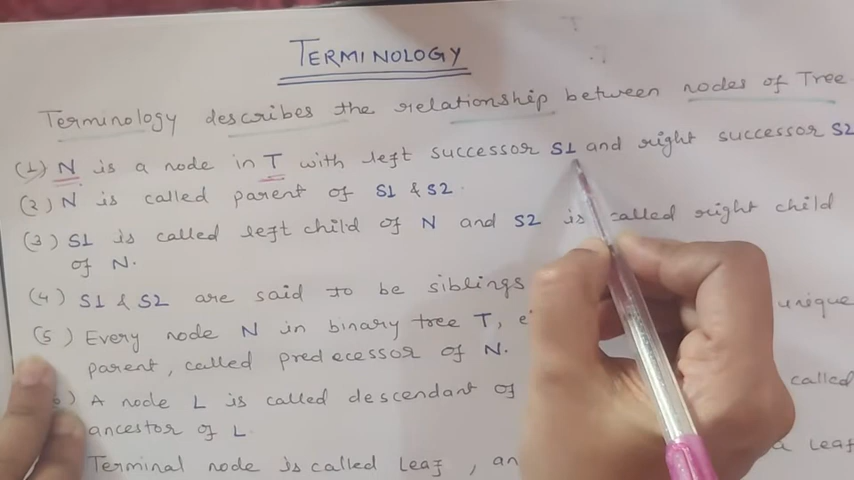 TERMINOLOGY
Terminology describes the relationship between nodes of Tree
(1) N is a node in T with left successor S1 and right successor S2
(2) N is called parent of S1 & S2.
(3) S1 is called left child of N and S2 is called right child
of N.
(4) S1 & S2 are said to be siblings
(5) Every node N in binary tree T, unique
parent, called predecessor of N.
) A node L is called descendant of called
ancestor of L
Terminal node is called leaf, an a leaf